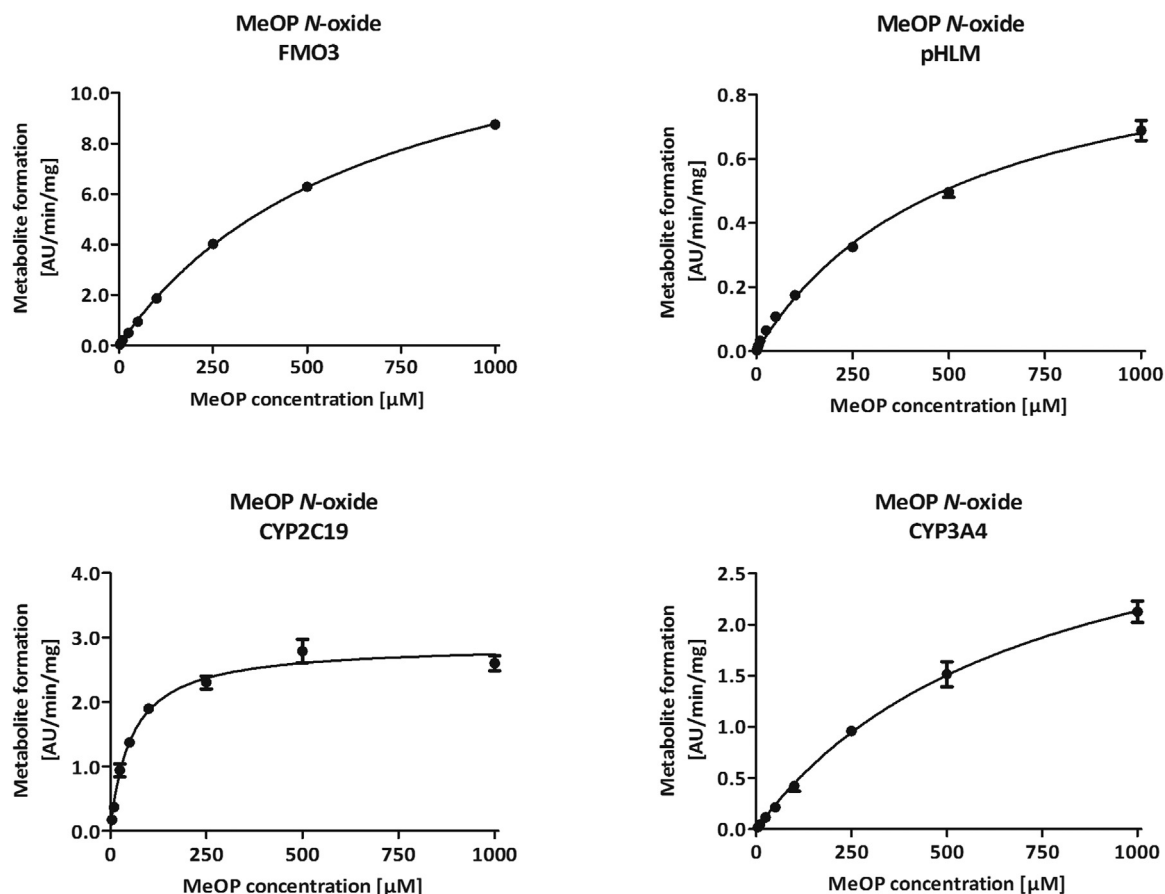 MeOP N-oxide
FMO3
Metabolite formation
[AU/min/mg]
10.0
8.0
6.0
4.0
2.0
0.0
0
250
500
750
1000
MeOP concentration [µM]
MeOP N-oxide
pHLM
Metabolite formation
[AU/min/mg]
0.8
0.6
0.4
0.2
0.0
0
250
500
750
1000
MeOP concentration [µM]
MeOP N-oxide
CYP2C19
Metabolite formation
[AU/min/mg]
4.0
3.0
2.0
1.0
0.0
0
250
500
750
1000
MeOP concentration [µM]
MeOP N-oxide
CYP3A4
Metabolite formation
[AU/min/mg]
2.5
2.0
1.5
1.0
0.5
0.0
0
250
500
750
1000
MeOP concentration [µM]